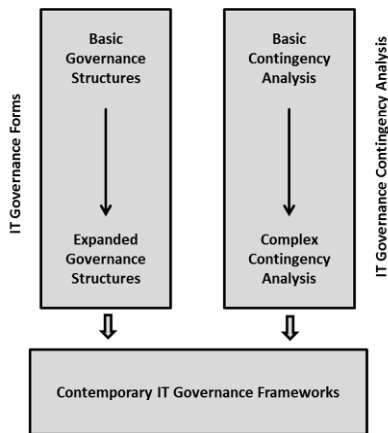 IT Governance Forms
Basic
Governance
Structures
Expanded
Governance
Structures
Basic
Contingency
Analysis
Complex
Contingency
Analysis
IT Governance Contingency Analysis
Contemporary IT Governance Frameworks